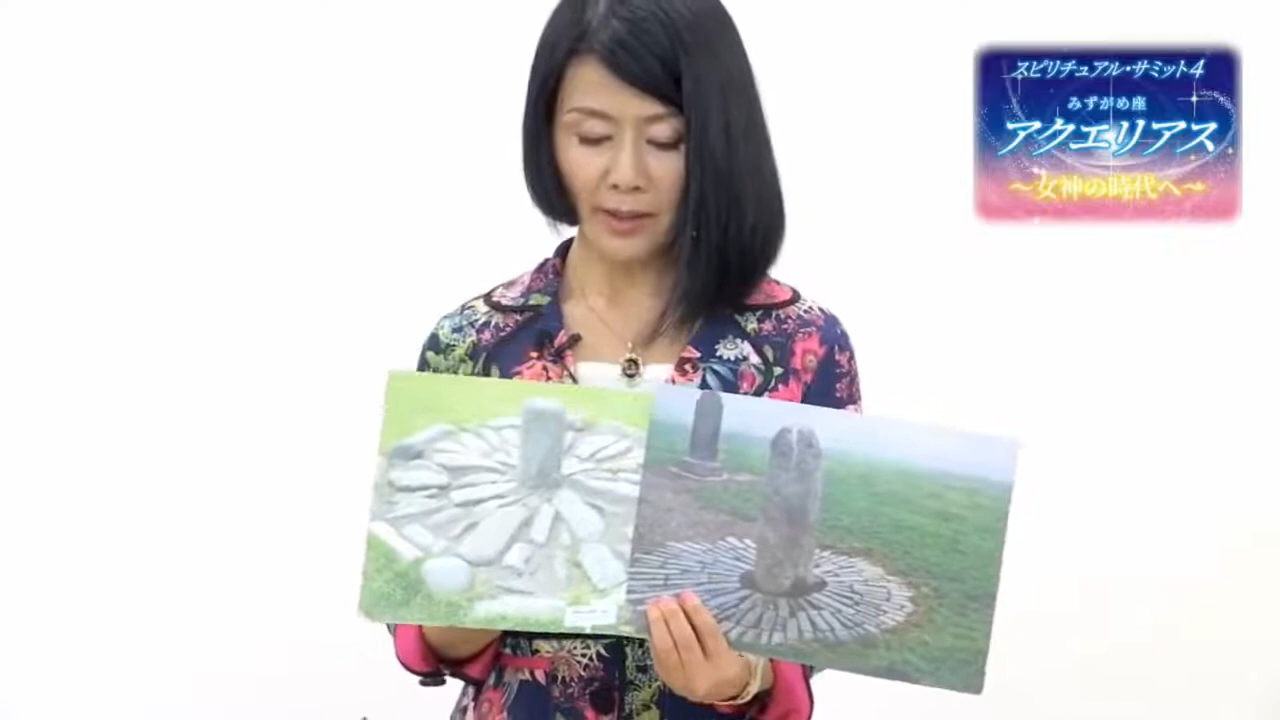 スピリチュアル・サミット4
みずがめ座
アクエリアス
～女神の時代へ～